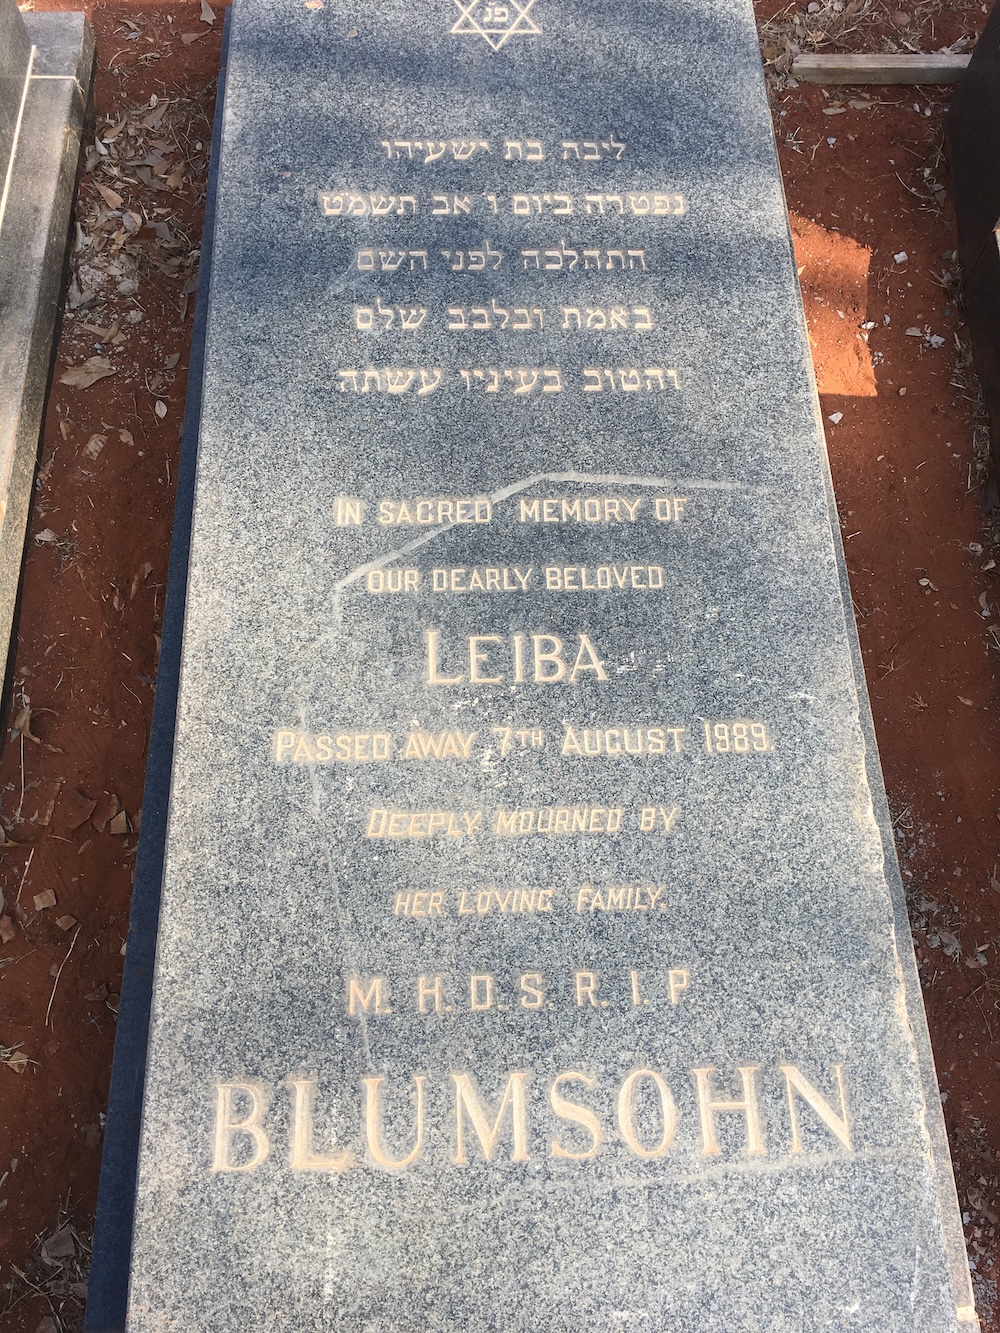 פנ
ליבה בת ישעיהו
נפטרה ביום ו אב תשמט
התהלכה לפני השם
באמת ובלבב שלם
והטוב בעיניו עשתה
IN SACRED MEMORY OF
OUR DEARLY BELOVED
LEIBA
PASSED AWAY 7TH AUGUST 1989.
DEEPLY MOURNED BY
HER LOVING FAMILY.
M.H.D.S.R.I.P.
BLUMSOHN